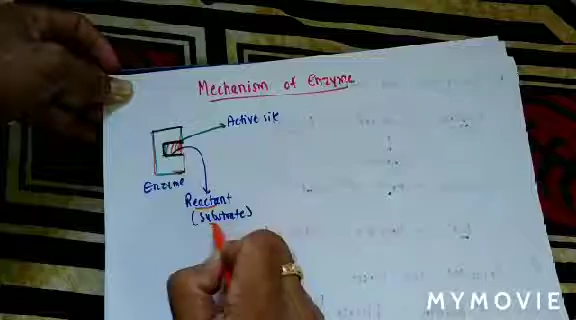 Mechanism of Enzyme
Active site
Enzyme
Reactant
(Substrate)
MYMOVIE